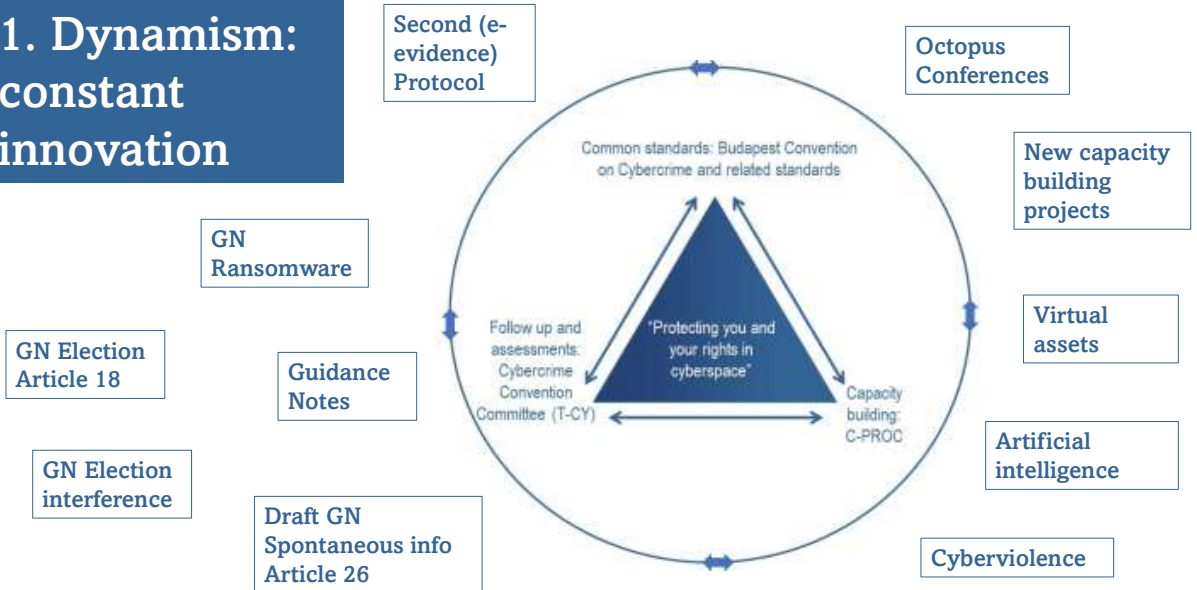 1. Dynamism:
constant
innovation
Second (e-
evidence)
Protocol
Octopus
Conferences
Common standards: Budapest Convention
on Cybercrime and related standards
New capacity
building
projects
GN
Ransomware
Virtual
assets
Follow up and
assessments:
Cybercrime
Convention
Committee (T-CY)
"Protecting you and
your rights in
cyberspace"
GN Election
Article 18
Guidance
Notes
Capacity
building:
C-PROC
Artificial
intelligence
GN Election
interference
Draft GN
Spontaneous info
Article 26
Cyberviolence